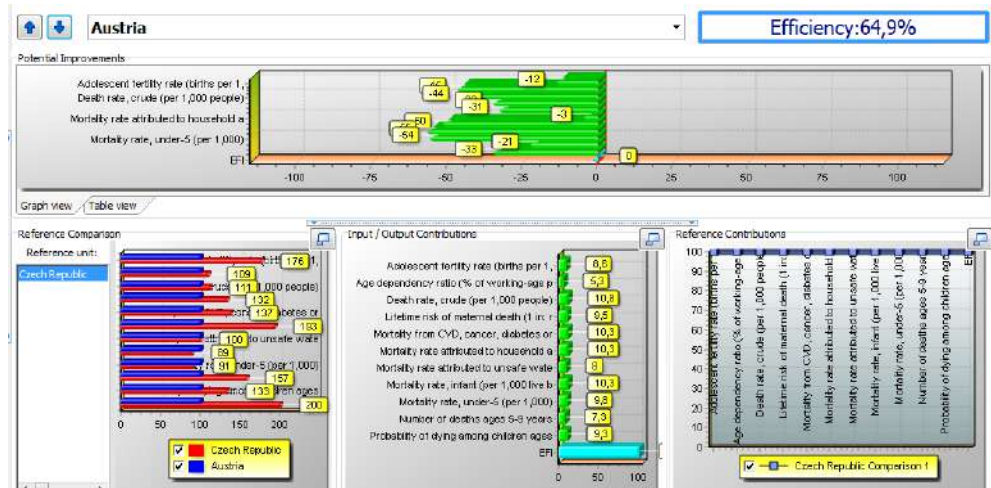 Austria
Efficiency:64,9%
Potential Improvements
Adolescent fertility rate (births per 1,
Death rate, crude (per 1,000 people)
Mortality rate attributed to household a
Mortality rate, under-5 (per 1,000)
EFI
-12
-44
-31
-3
-21
-33
0
-100 -75 -50 -25 0 25 50 75 100
Graph view
Table view
Reference Comparison
Reference unit:
Czech Republic
176
109
111
132
137
193
100
89
91
157
133
200
0 50 100 150 200
Czech Republic
Austria
Input / Output Contributions
Adolescent fertility rate (births per 1,
Age dependency ratio (% of working-age p
Death rate, crude (per 1,000 people)
Lifetime risk of maternal death (1 in: r
Mortality from CVD, cancer, diabetes or
Mortality rate attributed to household a
Mortality rate attributed to unsafe wate
Mortality rate, infant (per 1,000 live b
Mortality rate, under-5 (per 1,000)
Number of deaths ages 5-9 years
Probability of dying among children ages
EFI
5,3
10,8
9,5
10,3
10,3
8
10,3
9,8
7,3
9,3
0 50 100
Reference Contributions
100
90
80
70
60
50
40
30
20
10
0
Adolescent fertility rate (births per
Age dependency ratio (% of working-age
Death rate, crude (per 1,000 people
Lifetime risk of maternal death (1 in:
Mortality from CVD, cancer, diabetes o
Mortality rate attributed to household
Mortality rate attributed to unsafe wat
Mortality rate, infant (per 1,000 live
Mortality rate, under-5 (per 1,000
Number of deaths ages 5-9 year
Probability of dying among children age
EFI
Czech Republic Comparison 1